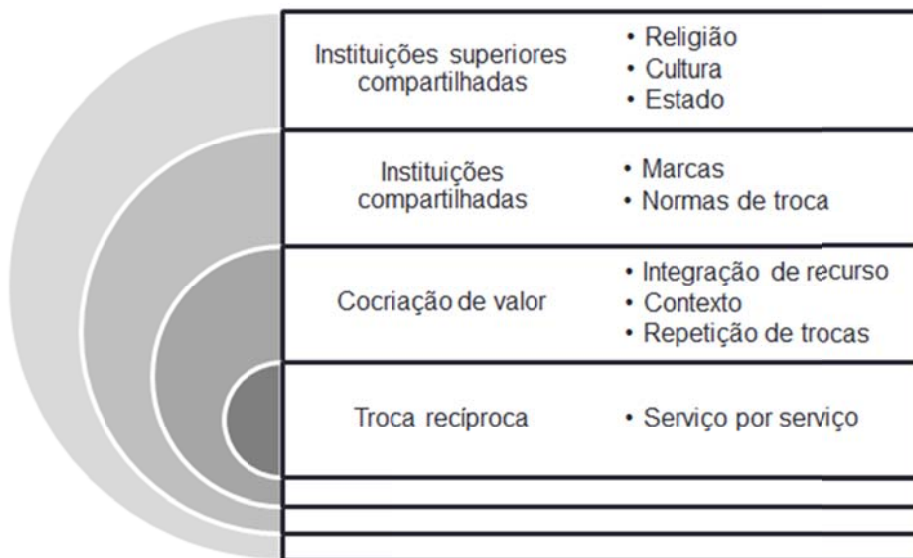 Instituições superiores
compartilhadas
• Religião
• Cultura
• Estado
Instituições
compartilhadas
• Marcas
• Normas de troca
Cocriação de valor
• Integração de recurso
• Contexto
• Repetição de trocas
Troca recíproca
• Serviço por serviço